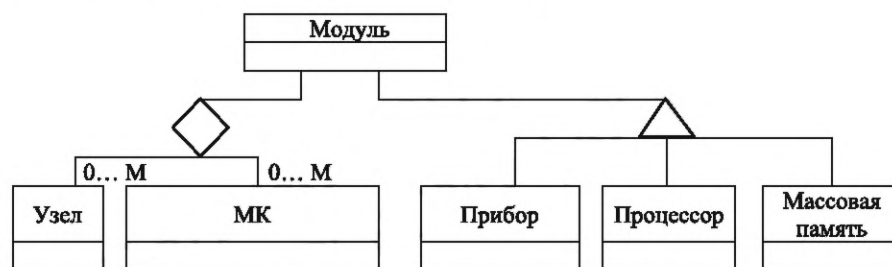 Модуль
0... М
0... М
Узел
МК
Прибор
Процессор
Массовая
память